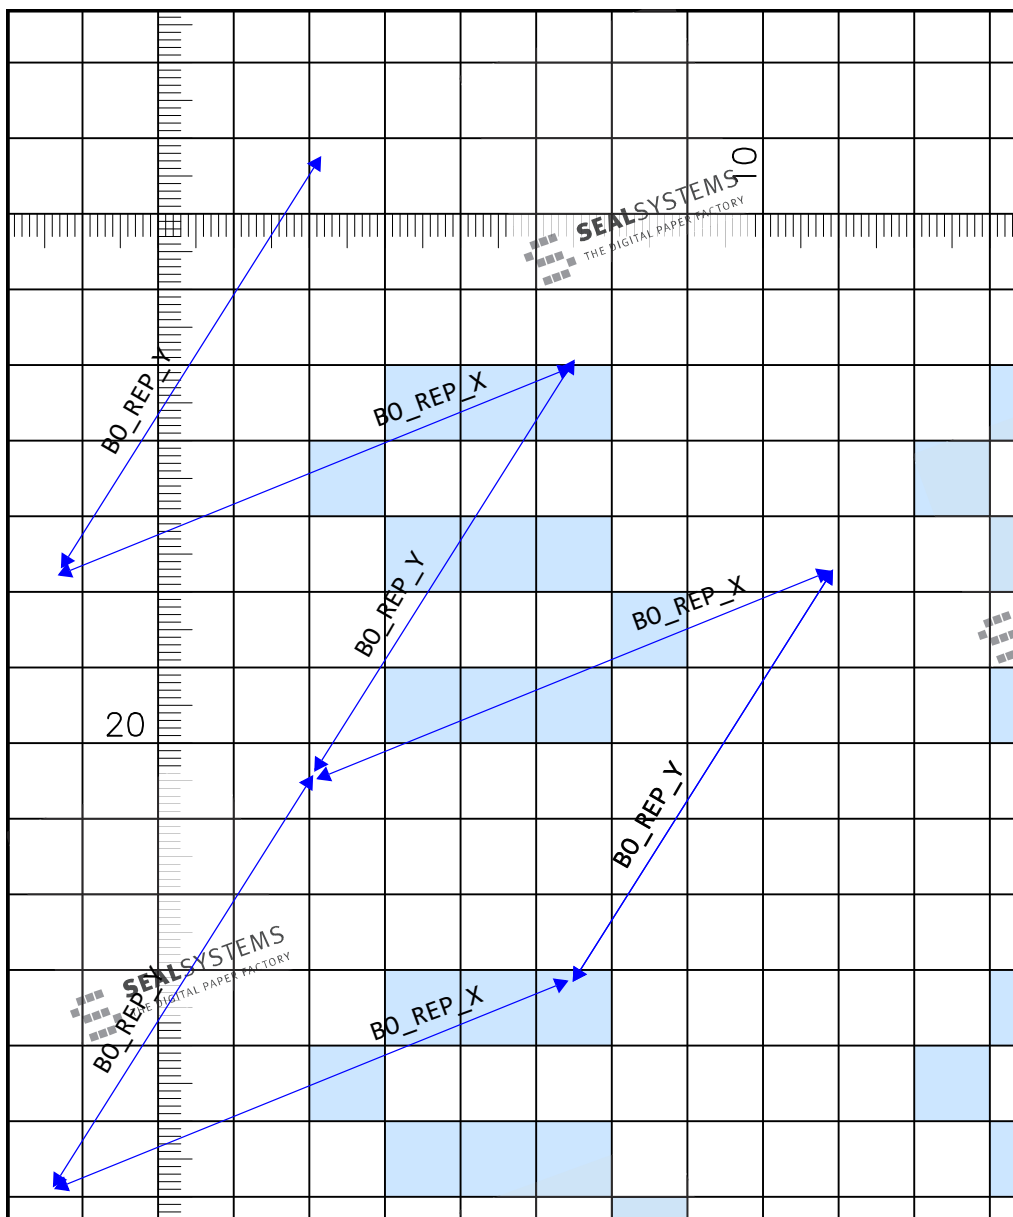 10
SEALSYSTEMS
THE DIGITAL PAPER FACTORY
BO_REP_Y
BO_REP_X
BO_REP_Y
BO_REP_X
20
BO_REP_Y
SEALSYSTEMS
THE DIGITAL PAPER FACTORY
BO_REP_X
BO_REP_Y